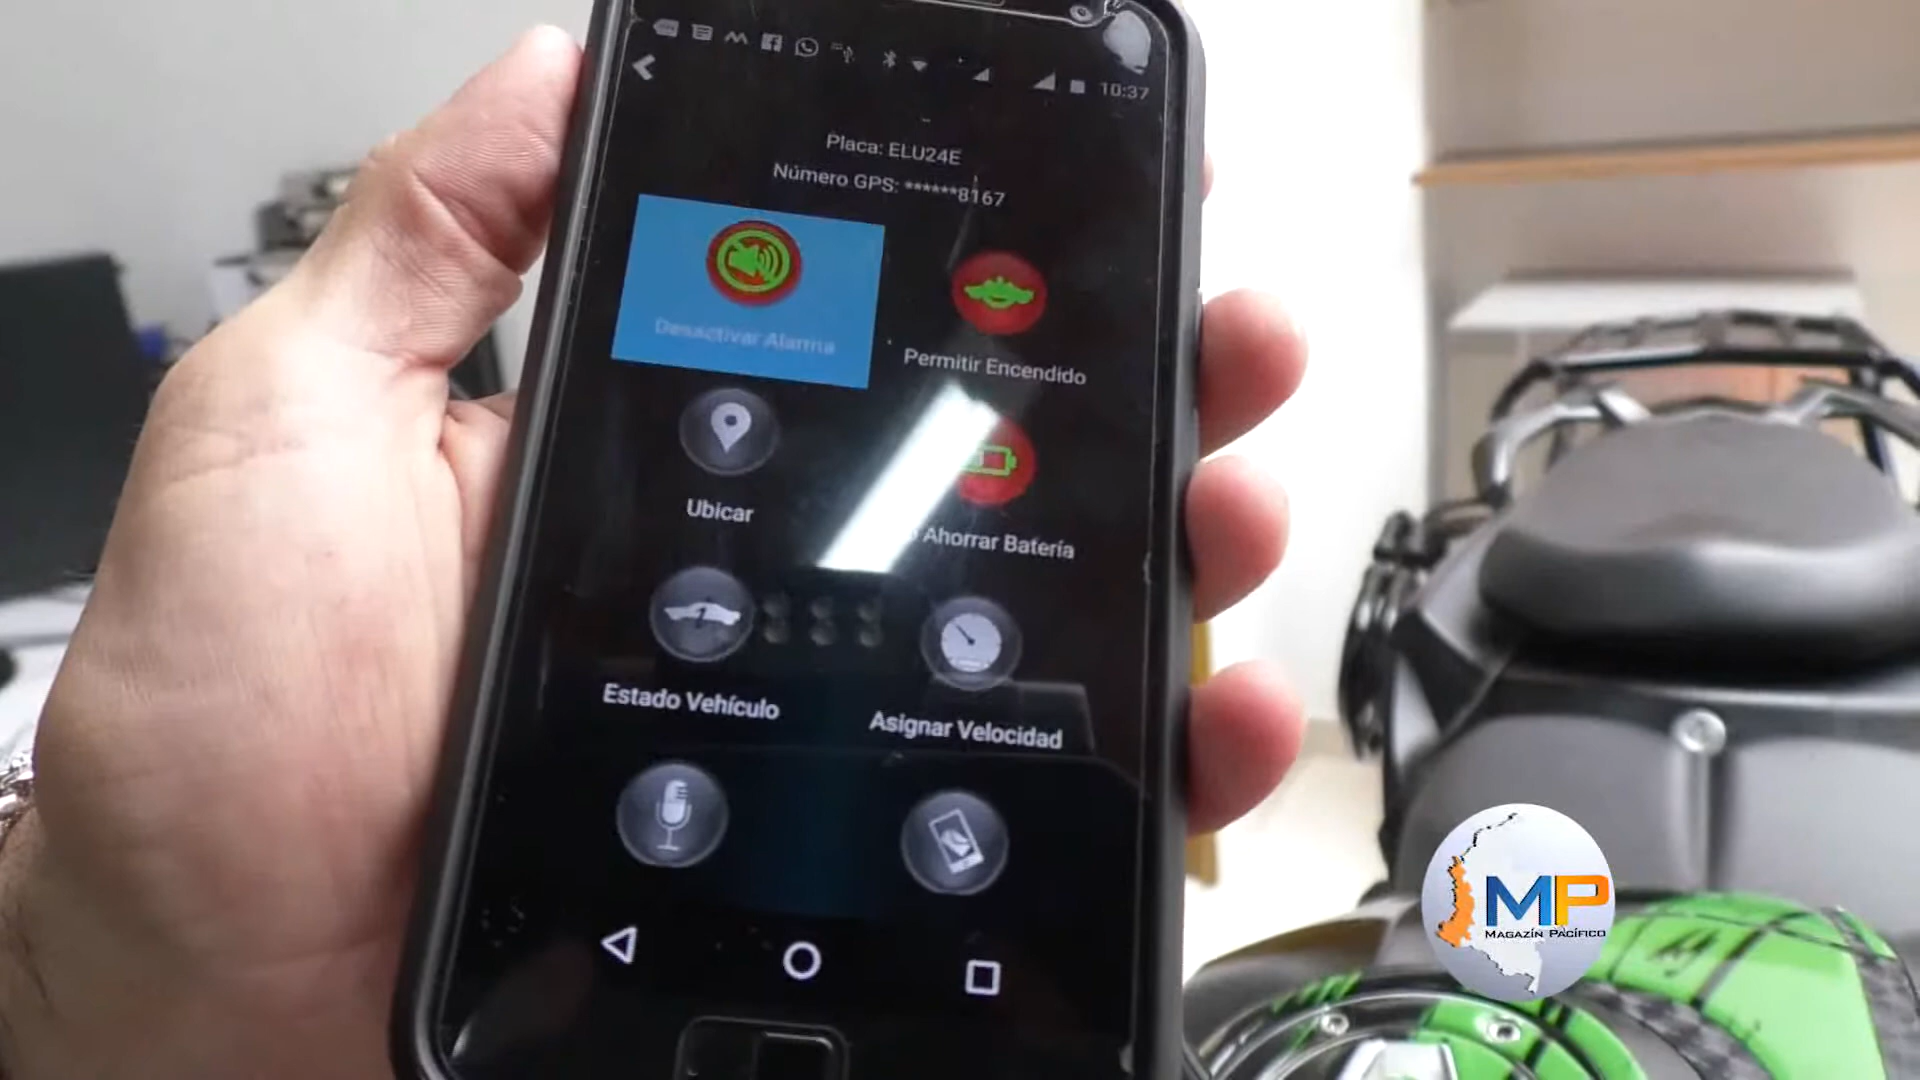 10:37
Placa: ELU24E
Número GPS: ******8167
Desactivar Alarma
Permitir Encendido
Ubicar
Ahorrar Batería
Estado Vehículo
Asignar Velocidad
MP
Magazín Pacífico